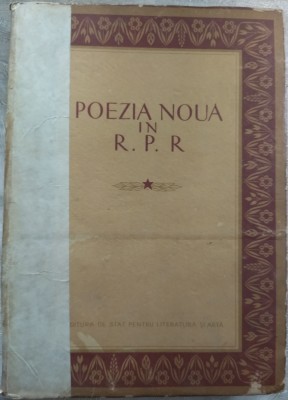 POEZIA NOUA
IN
R. P. R
DE STAT PENTRU LITERATURA SI ARTA